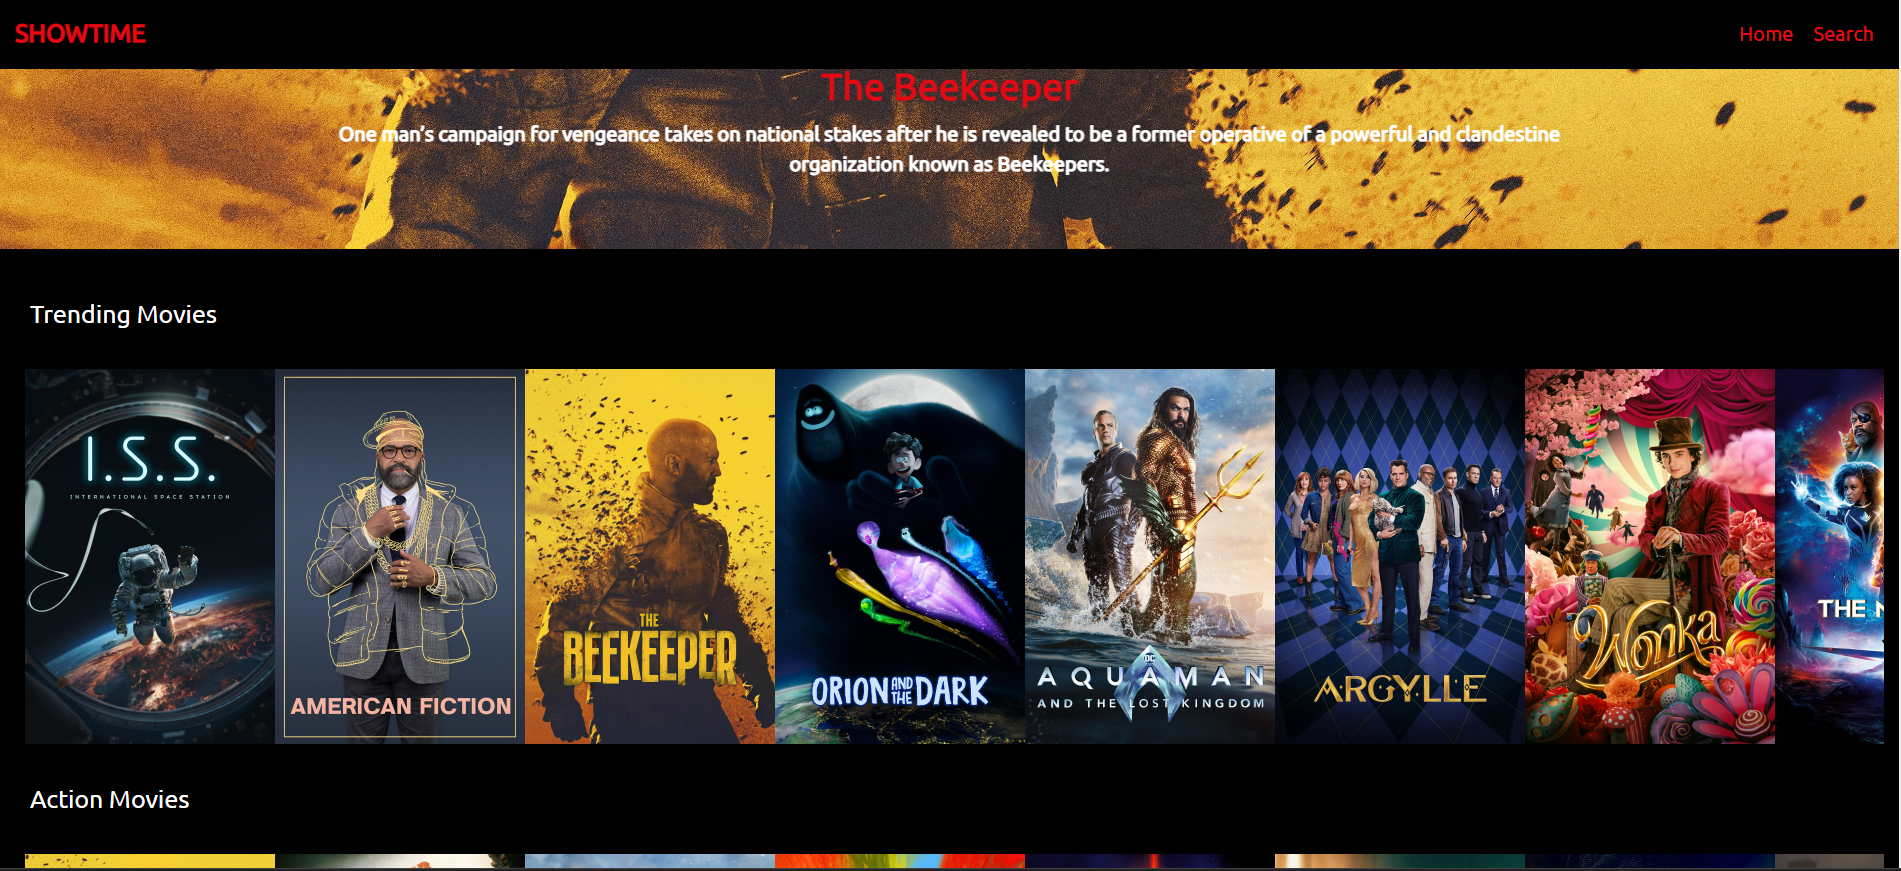 SHOWTIME
Home Search
The Beekeeper
One man's campaign for vengeance takes on national stakes after he is revealed to be a former operative of a powerful and clandestine
organization known as Beekeepers.
Trending Movies
I.S.S.
INTERNATIONAL SPACE STATION
AMERICAN FICTION
THE
BEEKEEPER
ORION AND THE DARK
DC
AQUAMAN
AND THE LOST KINGDOM
ARGYLLE
Wonka
THE
Action Movies